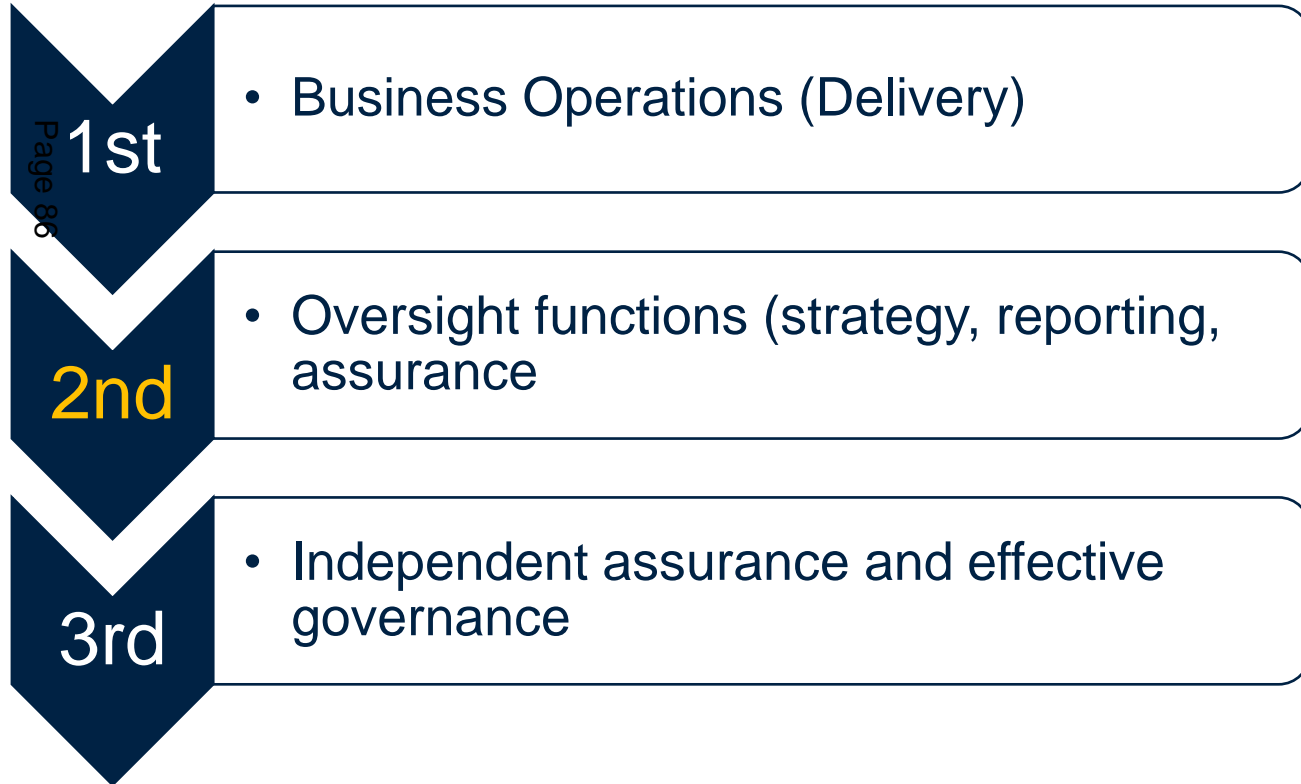 Page 86
1st
• Business Operations (Delivery)
2nd
• Oversight functions (strategy, reporting,
assurance
3rd
• Independent assurance and effective
governance